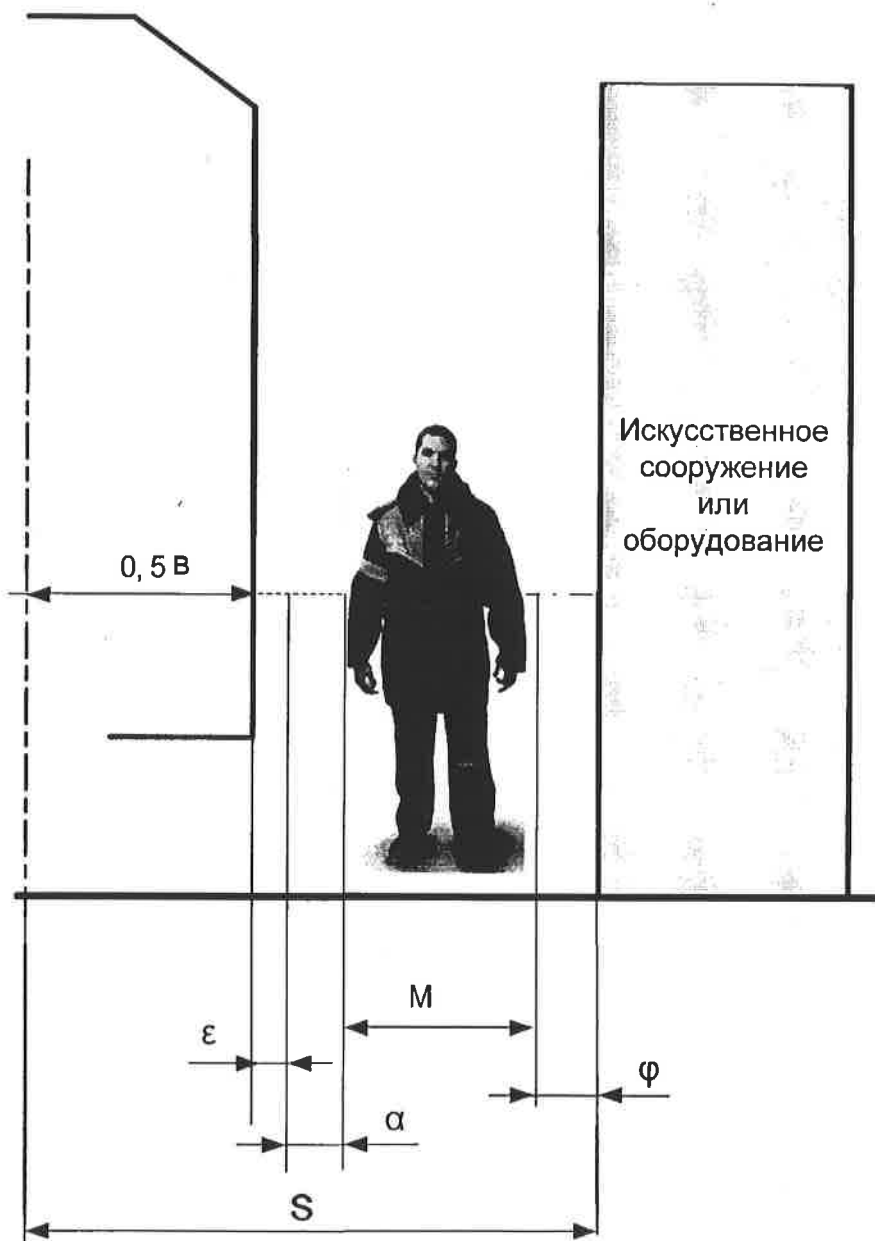 Искусственное
сооружение
или
оборудование
0, 5 В
М
ε
φ
α
S